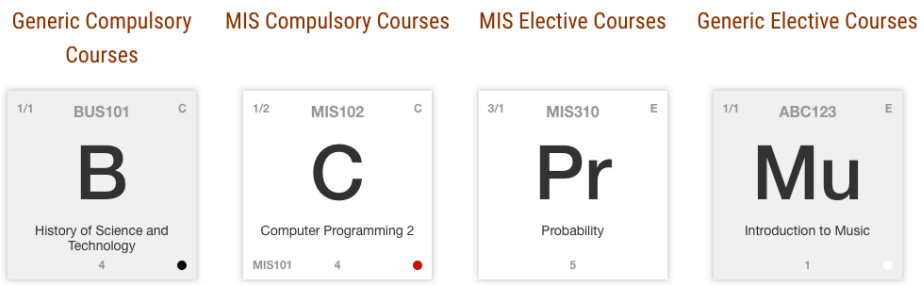 Generic Compulsory
Courses
MIS Compulsory Courses
MIS Elective Courses
Generic Elective Courses
1/1 BUS101 C
B
History of Science and
Technology
4
1/2 MIS102 C
C
Computer Programming 2
MIS101 4
3/1 MIS310 E
Pr
Probability
5
1/1 ABC123 E
Mu
Introduction to Music
1